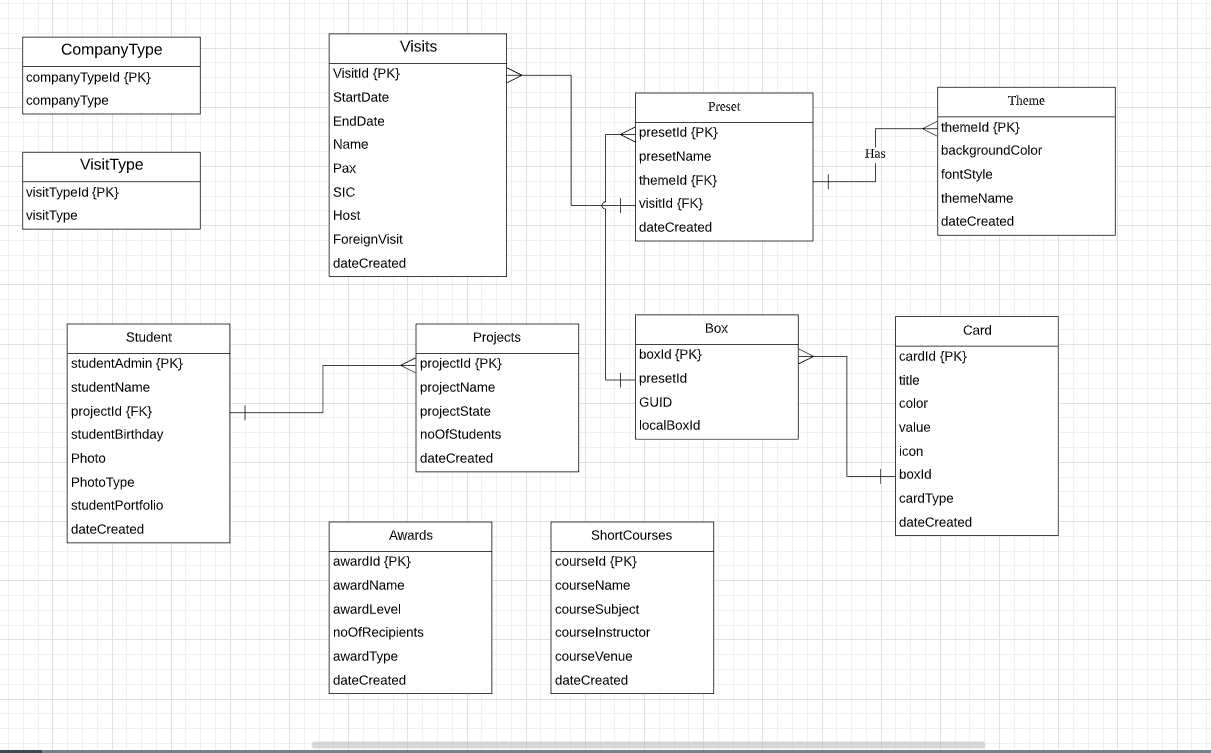 CompanyType
companyTypeId {PK}
companyType
VisitType
visitTypeId {PK}
visitType
Visits
VisitId {PK}
StartDate
EndDate
Name
Pax
SIC
Host
ForeignVisit
dateCreated
Preset
presetId {PK}
presetName
themeId {FK}
visitId {FK}
dateCreated
Has
Theme
themeId {PK}
backgroundColor
fontStyle
themeName
dateCreated
Student
studentAdmin {PK}
studentName
projectId {FK}
studentBirthday
Photo
PhotoType
studentPortfolio
dateCreated
Projects
projectId {PK}
projectName
projectState
noOfStudents
dateCreated
Box
boxId {PK}
presetId
GUID
localBoxId
Card
cardId {PK}
title
color
value
icon
boxId
cardType
dateCreated
Awards
awardId {PK}
awardName
awardLevel
noOfRecipients
awardType
dateCreated
ShortCourses
courseId {PK}
courseName
courseSubject
courseInstructor
courseVenue
dateCreated